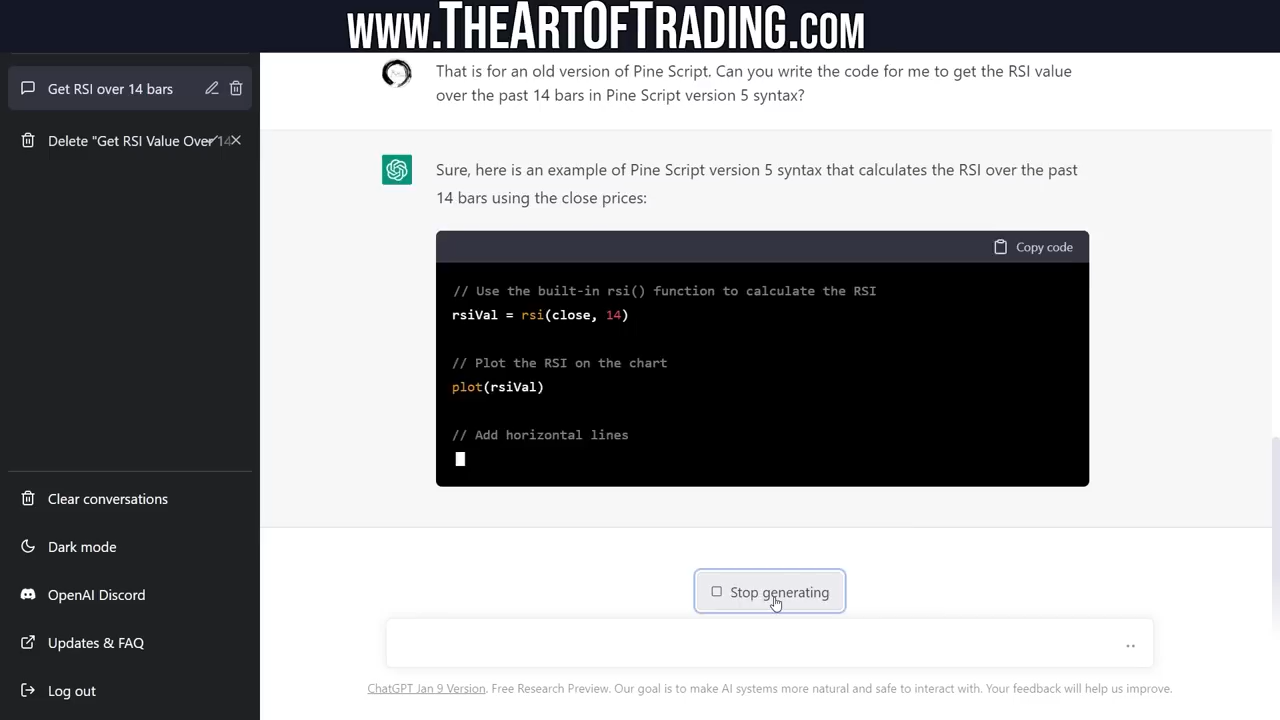 www.TheArtOfTrading.com
Get RSI over 14 bars
Delete "Get RSI Value Over 14
Clear conversations
Dark mode
OpenAI Discord
Updates & FAQ
Log out
That is for an old version of Pine Script. Can you write the code for me to get the RSI value
over the past 14 bars in Pine Script version 5 syntax?
Sure, here is an example of Pine Script version 5 syntax that calculates the RSI over the past
14 bars using the close prices:
Copy code
// Use the built-in rsi() function to calculate the RSI
rsiVal = rsi(close, 14)
// Plot the RSI on the chart
plot(rsiVal)
// Add horizontal lines
Stop generating
ChatGPT Jan 9 Version. Free Research Preview. Our goal is to make AI systems more natural and safe to interact with. Your feedback will help us improve.